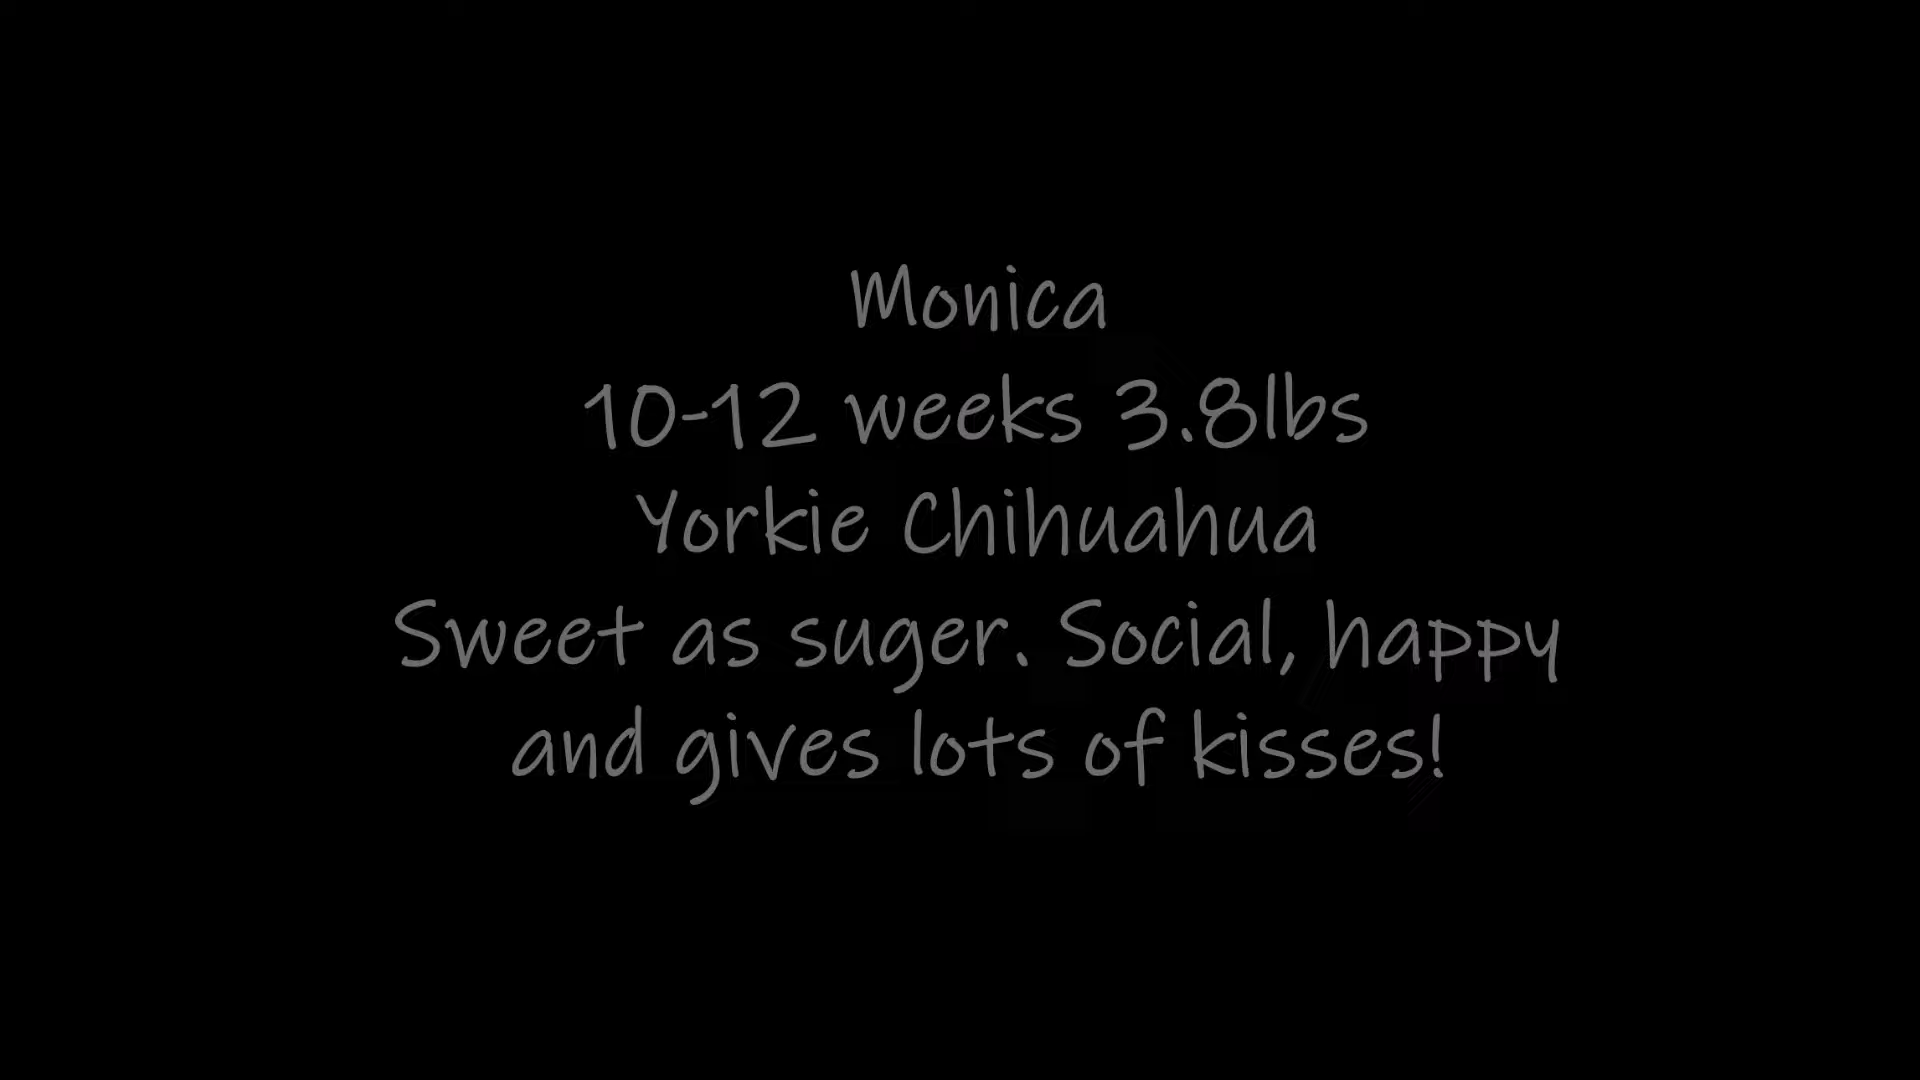 Monica
10-12 weeks 3.8lbs
Yorkie Chihuahua
Sweet as suger. Social, happy
and gives lots of kisses!